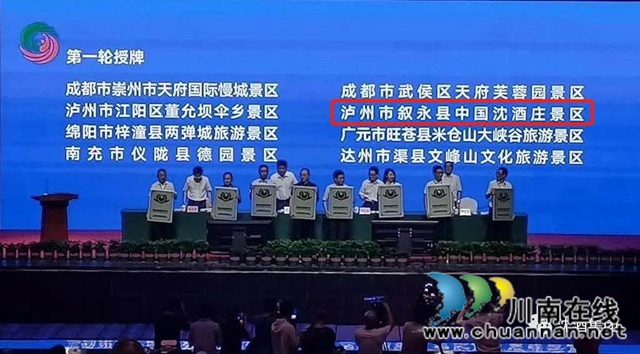 第一轮授牌
成都市崇州市天府国际慢城景区
泸州市江阳区董允坝伞乡景区
绵阳市梓潼县两弹城旅游景区
南充市仪陇县德园景区
成都市武侯区天府芙蓉园景区
泸州市叙永县中国沈酒庄景区
广元市旺苍县米仓山大峡谷旅游景区
达州市渠县文峰山文化旅游景区
川南在线
www.chuannan.net